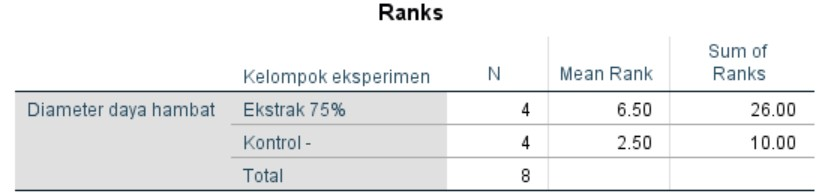 Ranks
Kelompok eksperimen N Mean Rank Sum of Ranks
Diameter daya hambat Ekstrak 75% 4 6.50 26.00
Kontrol - 4 2.50 10.00
Total 8